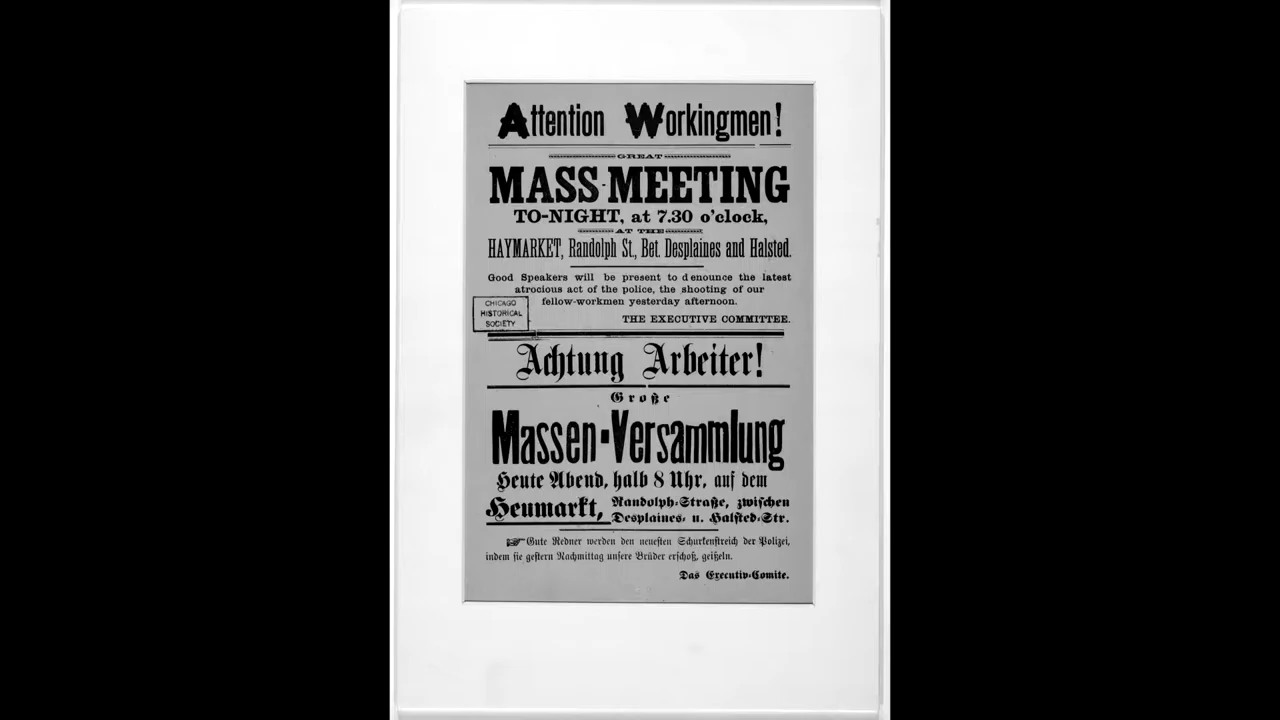 Attention Workingmen!
GREAT
MASS-MEETING
TO-NIGHT, at 7.30 o'clock,
AT THE
HAYMARKET, Randolph St., Bet. Desplaines and Halsted.
Good Speakers will be present to denounce the latest
atrocious act of the police, the shooting of our
fellow-workmen yesterday afternoon.
CHICAGO
HISTORICAL
SOCIETY
THE EXECUTIVE COMMITTEE.
Achtung Arbeiter!
Große
Massen-Versammlung
Heute Abend, halb 8 Uhr, auf dem
Heumarkt, Randolph-Straße, zwischen
Desplaines- u. Halsted-Str.
Gute Redner werden den neuesten Schurkenstreich der Polizei,
indem sie gestern Nachmittag unsere Brüder erschoß, geißeln.
Das Executiv-Comite.